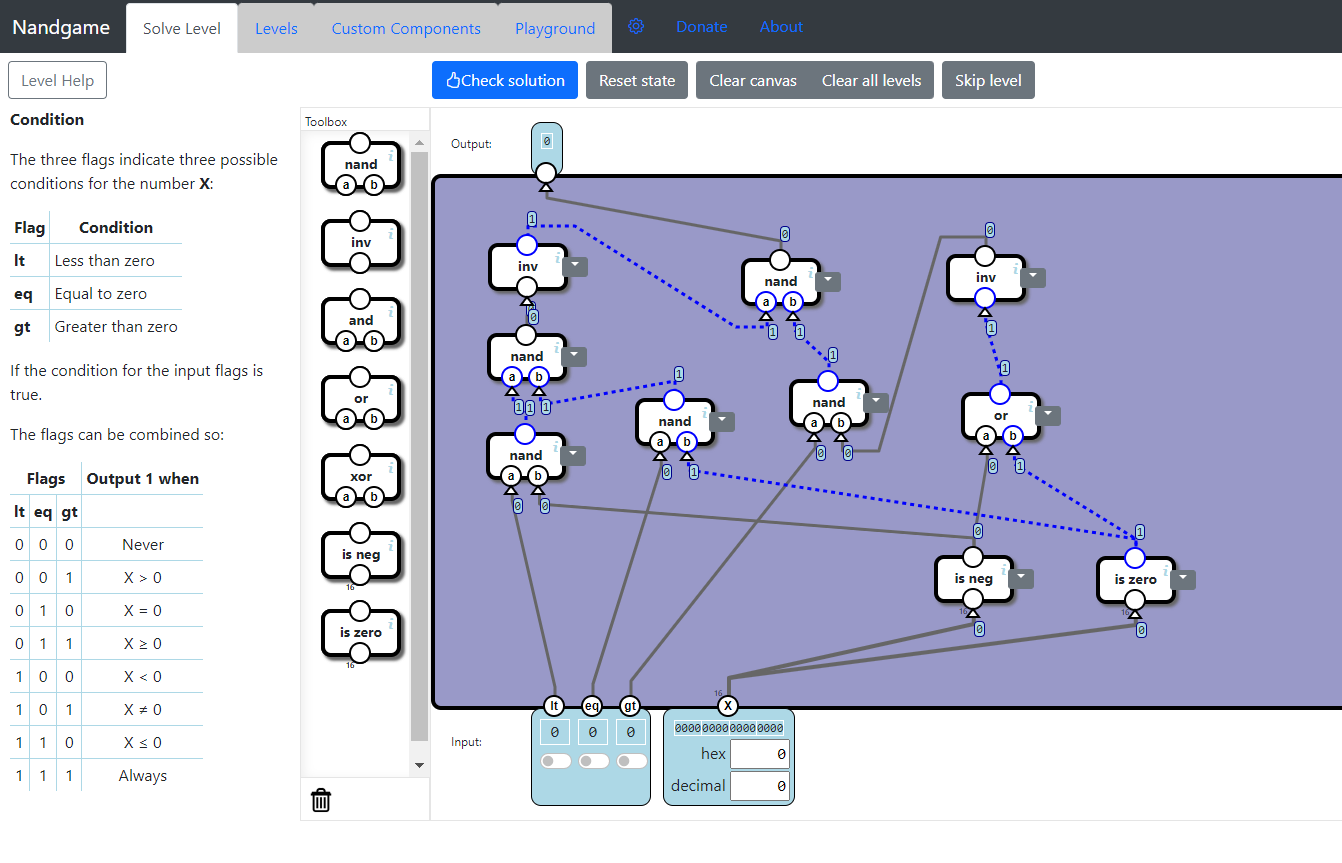 Nandgame Solve Level Levels Custom Components Playground Donate About
Level Help Check solution Reset state Clear canvas Clear all levels Skip level
Condition
The three flags indicate three possible
conditions for the number X:
Flag Condition
lt Less than zero
eq Equal to zero
gt Greater than zero
If the condition for the input flags is
true.
The flags can be combined so:
Flags Output 1 when
lt eq gt
0 0 0 Never
0 0 1 X > 0
0 1 0 X = 0
0 1 1 X ≥ 0
1 0 0 X < 0
1 0 1 X ≠ 0
1 1 0 X ≤ 0
1 1 1 Always
Toolbox
nand i
a b
inv i
and i
a b
or i
a b
xor i
a b
is neg i
16
is zero i
16
Output: 0
1 0 0
inv i
nand i
a b
inv i
0 1 1 1
nand i
a b
1 1 1
1 1 1
nand i
a b
nand i
a b
or i
a b
nand i
a b
0 1 0 0 0 1
0 0
0 1
is neg i
16
is zero i
16
0 0
lt eq gt 16 X
Input: 0 0 0 0000000000000000
hex 0
decimal 0